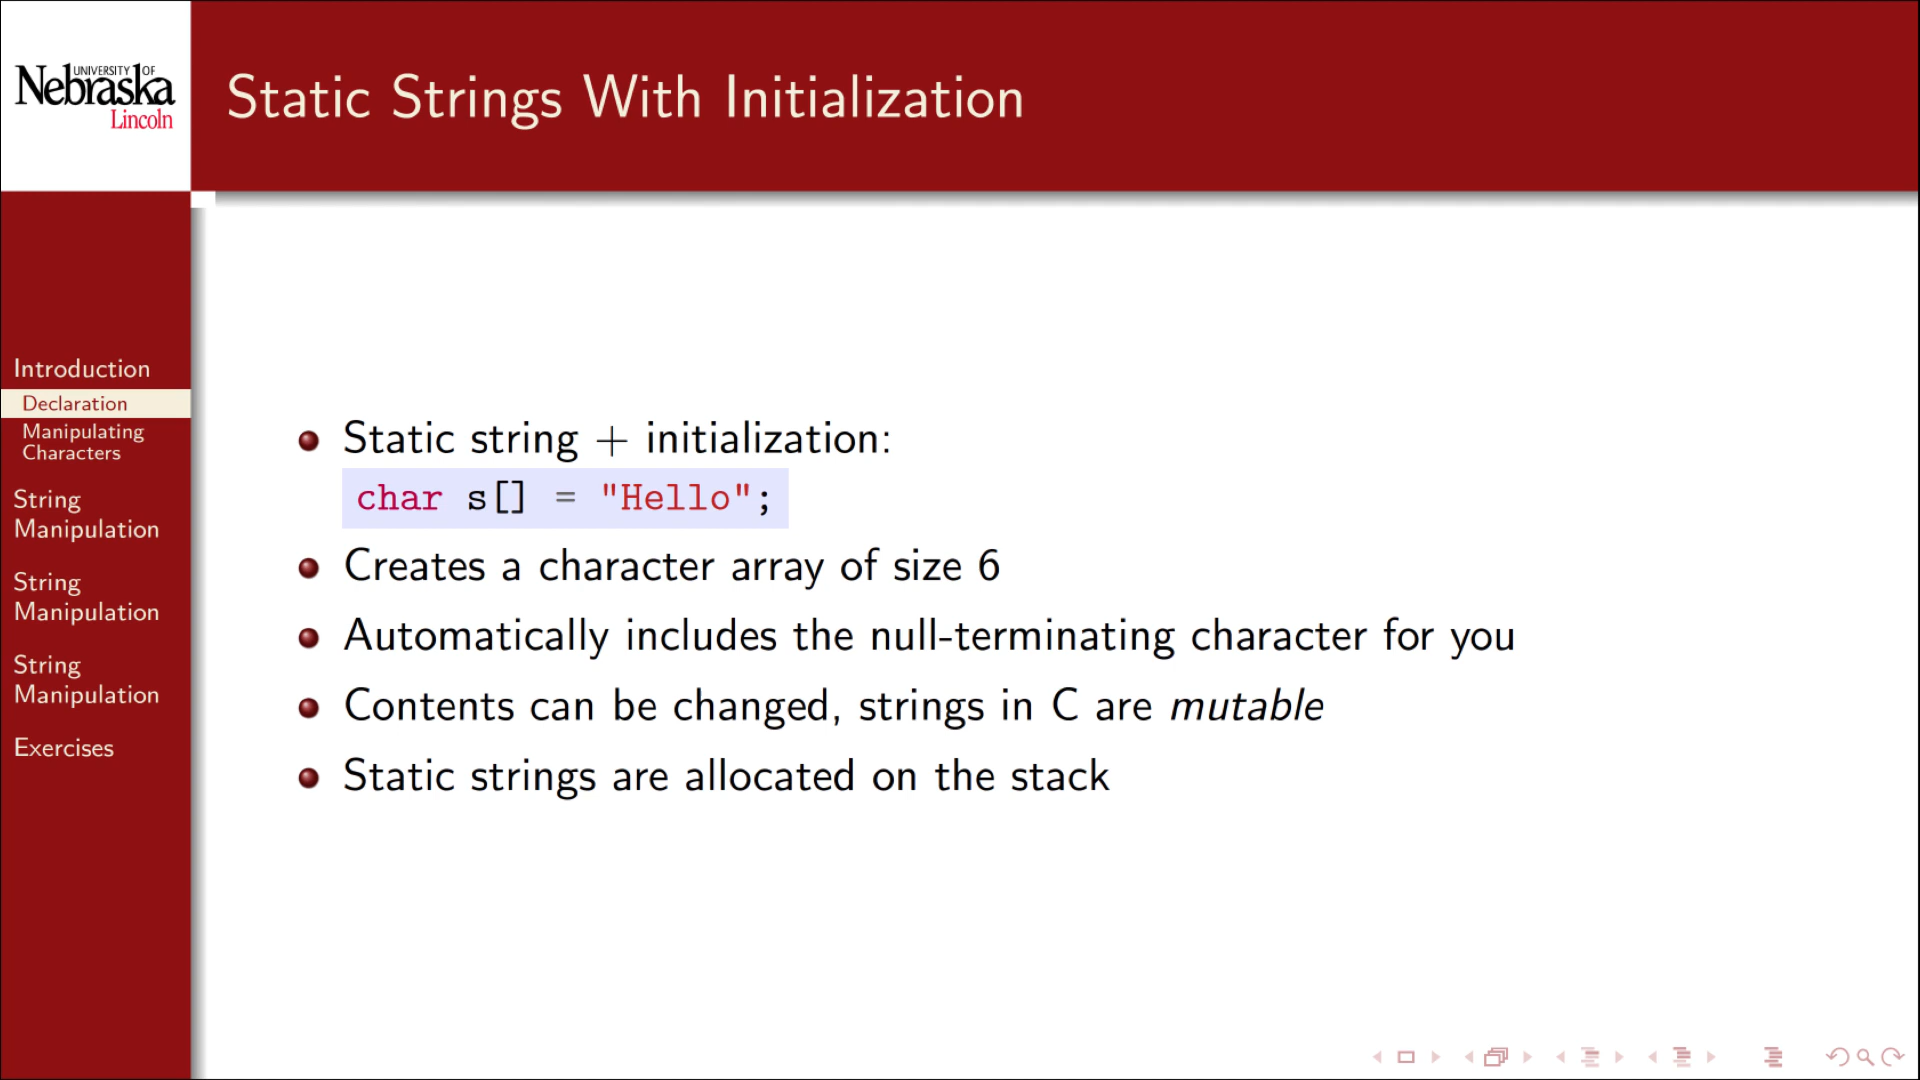 UNIVERSITY OF
Nebraska
Lincoln
Static Strings With Initialization
Introduction
Declaration
Manipulating
Characters
String
Manipulation
String
Manipulation
String
Manipulation
Exercises
Static string + initialization:
char s[] = "Hello";
Creates a character array of size 6
Automatically includes the null-terminating character for you
Contents can be changed, strings in C are mutable
Static strings are allocated on the stack